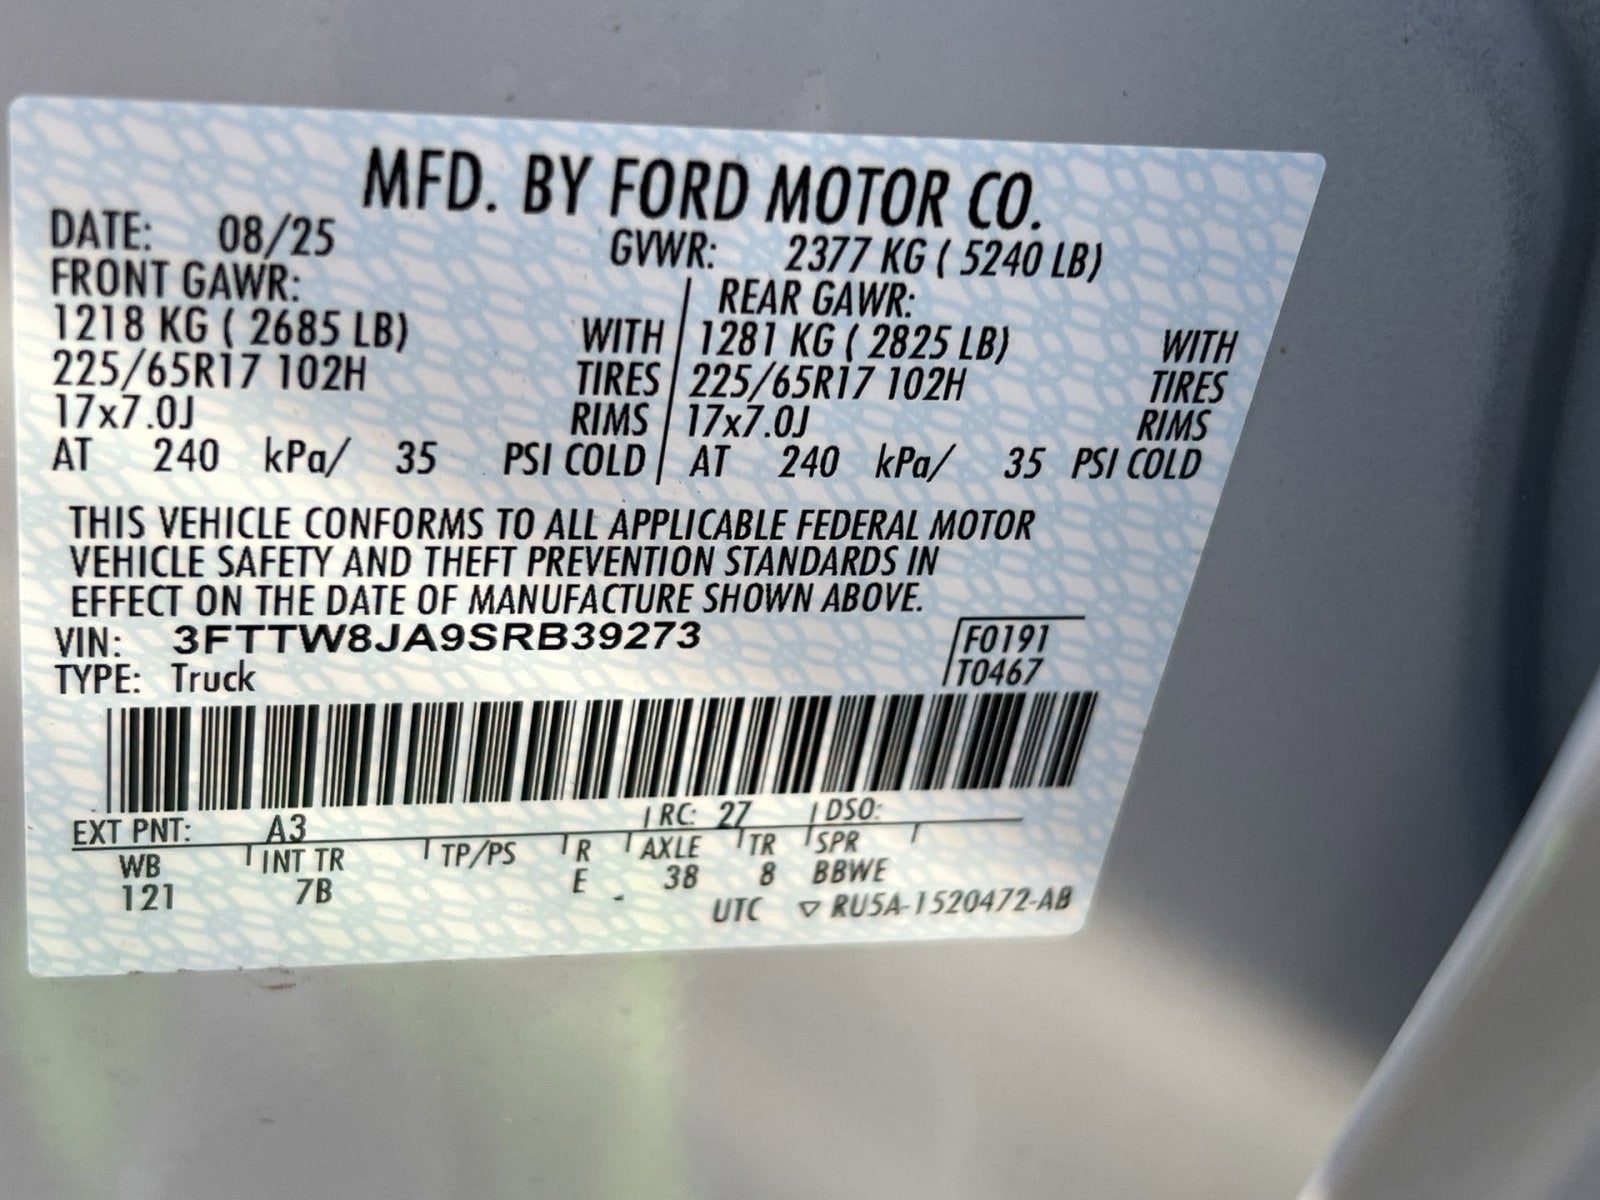 MFD. BY FORD MOTOR CO.
DATE: 08/25 GVWR: 2377 KG ( 5240 LB)
FRONT GAWR: REAR GAWR:
1218 KG ( 2685 LB) WITH 1281 KG ( 2825 LB) WITH
225/65R17 102H TIRES 225/65R17 102H TIRES
17x7.0J RIMS 17x7.0J RIMS
AT 240 kPa/ 35 PSI COLD AT 240 kPa/ 35 PSI COLD
THIS VEHICLE CONFORMS TO ALL APPLICABLE FEDERAL MOTOR
VEHICLE SAFETY AND THEFT PREVENTION STANDARDS IN
EFFECT ON THE DATE OF MANUFACTURE SHOWN ABOVE.
VIN: 3FTTW8JA9SRB39273 F0191
TYPE: Truck T0467
EXT PNT: A3 RC: 27 DSO:
WB INT TR TP/PS R AXLE TR SPR
121 7B E 38 8 BBWE
UTC ▽ RU5A-1520472-AB